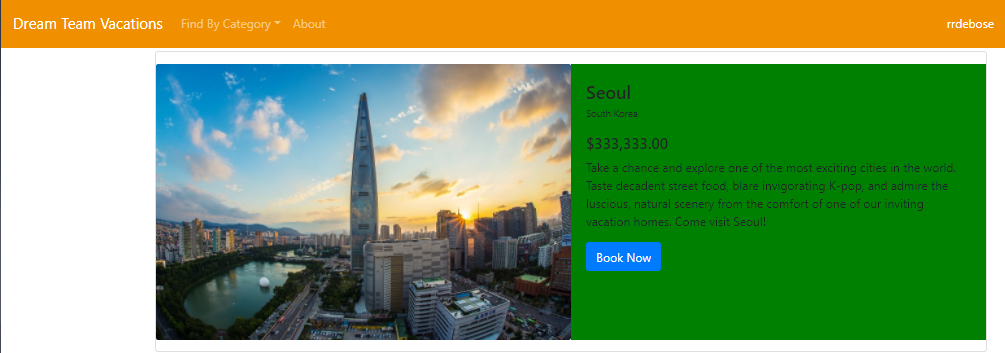 Dream Team Vacations Find By Category About rrdebose
Seoul
South Korea
$333,333.00
Take a chance and explore one of the most exciting cities in the world.
Taste decadent street food, blare invigorating K-pop, and admire the
luscious, natural scenery from the comfort of one of our inviting
vacation homes. Come visit Seoul!
Book Now